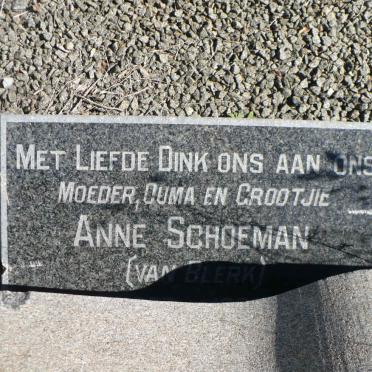 MET LIEFDE DINK ONS AAN ONS
MOEDER, OUMA EN GROOTJIE
ANNE SCHOEMAN
(VAN BLERK)